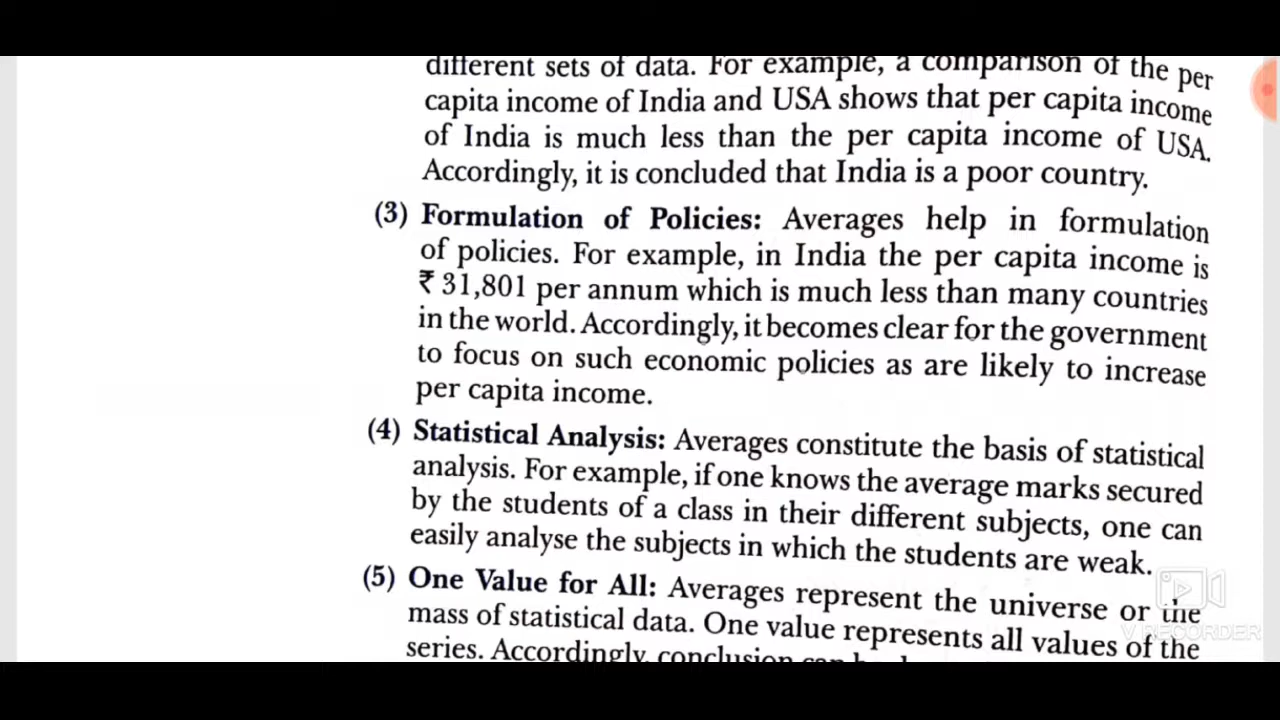 different sets of data. For example, a comparison of the per
capita income of India and USA shows that per capita income
of India is much less than the per capita income of USA.
Accordingly, it is concluded that India is a poor country.
(3) Formulation of Policies: Averages help in formulation
of policies. For example, in India the per capita income is
₹ 31,801 per annum which is much less than many countries
in the world. Accordingly, it becomes clear for the government
to focus on such economic policies as are likely to increase
per capita income.
(4) Statistical Analysis: Averages constitute the basis of statistical
analysis. For example, if one knows the average marks secured
by the students of a class in their different subjects, one can
easily analyse the subjects in which the students are weak.
(5) One Value for All: Averages represent the universe or the
mass of statistical data. One value represents all values of the
series. Accordingly, conclusion can be
V RECORDER